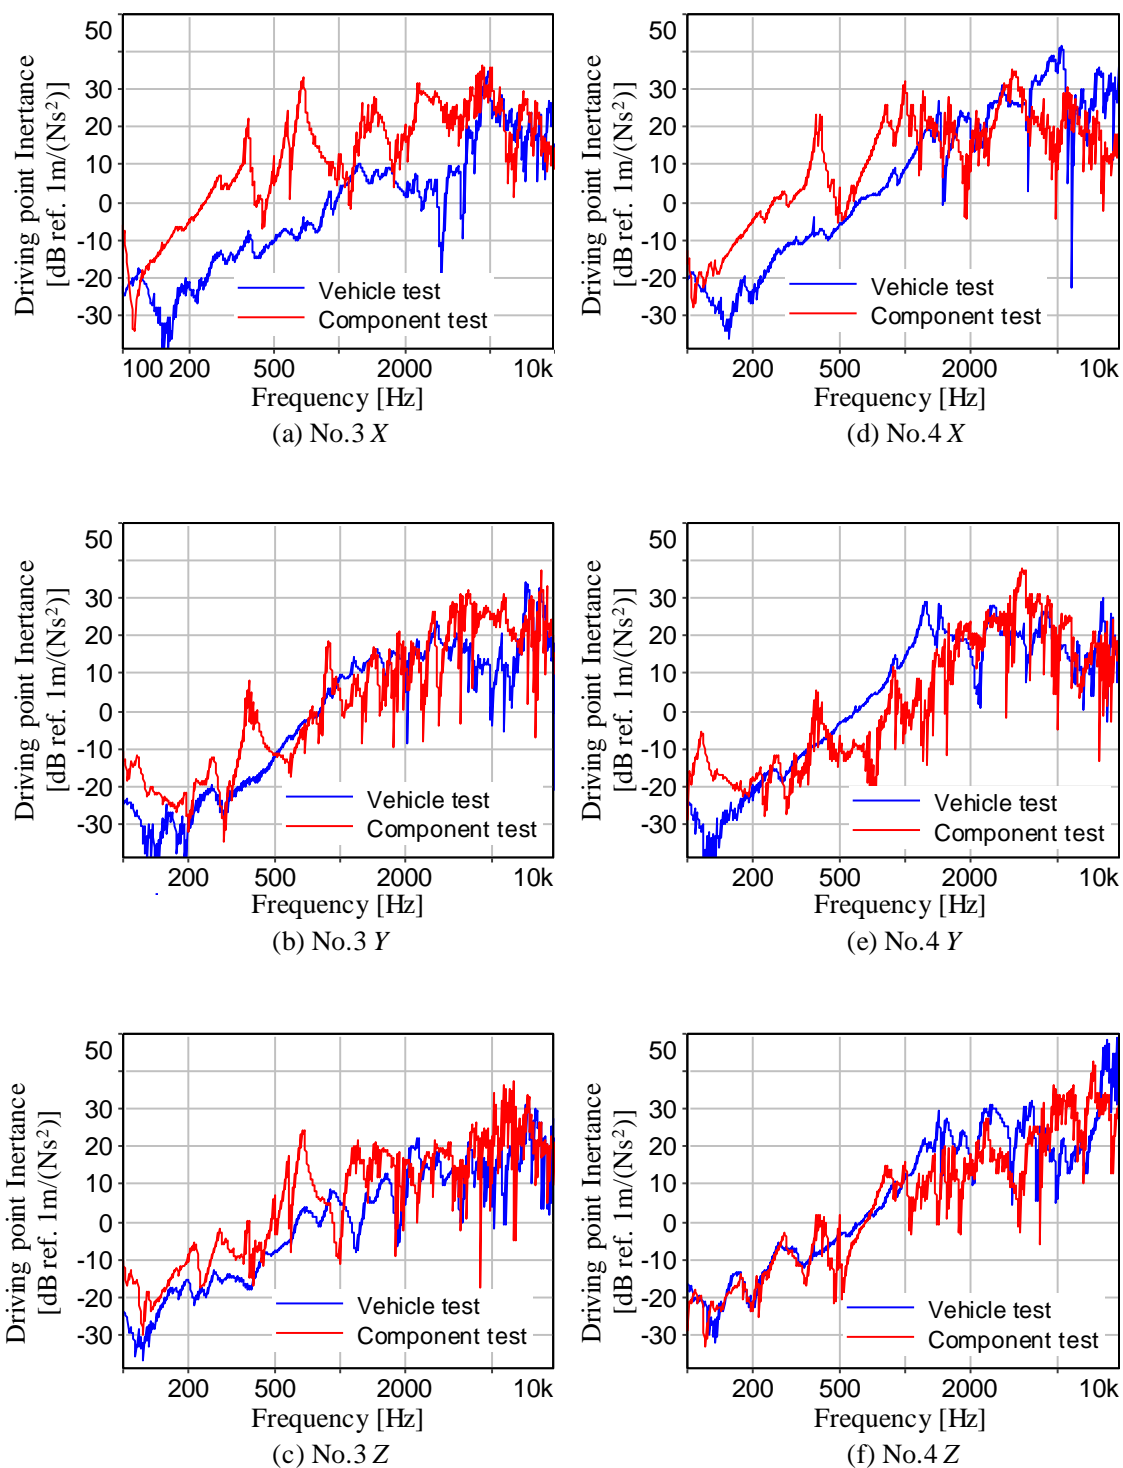 Driving point Inertance
[dB ref. 1m/(Ns²)]
50
30
20
10
0
-10
-20
-30
Vehicle test
Component test
100 200 500 2000 10k
Frequency [Hz]
(a) No.3 X
Driving point Inertance
[dB ref. 1m/(Ns²)]
50
30
20
10
0
-10
-20
-30
Vehicle test
Component test
200 500 2000 10k
Frequency [Hz]
(d) No.4 X
Driving point Inertance
[dB ref. 1m/(Ns²)]
50
30
20
10
0
-10
-20
-30
Vehicle test
Component test
200 500 2000 10k
Frequency [Hz]
(b) No.3 Y
Driving point Inertance
[dB ref. 1m/(Ns²)]
50
30
20
10
0
-10
-20
-30
Vehicle test
Component test
200 500 2000 10k
Frequency [Hz]
(e) No.4 Y
Driving point Inertance
[dB ref. 1m/(Ns²)]
50
30
20
10
0
-10
-20
-30
Vehicle test
Component test
200 500 2000 10k
Frequency [Hz]
(c) No.3 Z
Driving point Inertance
[dB ref. 1m/(Ns²)]
50
30
20
10
0
-10
-20
-30
Vehicle test
Component test
200 500 2000 10k
Frequency [Hz]
(f) No.4 Z